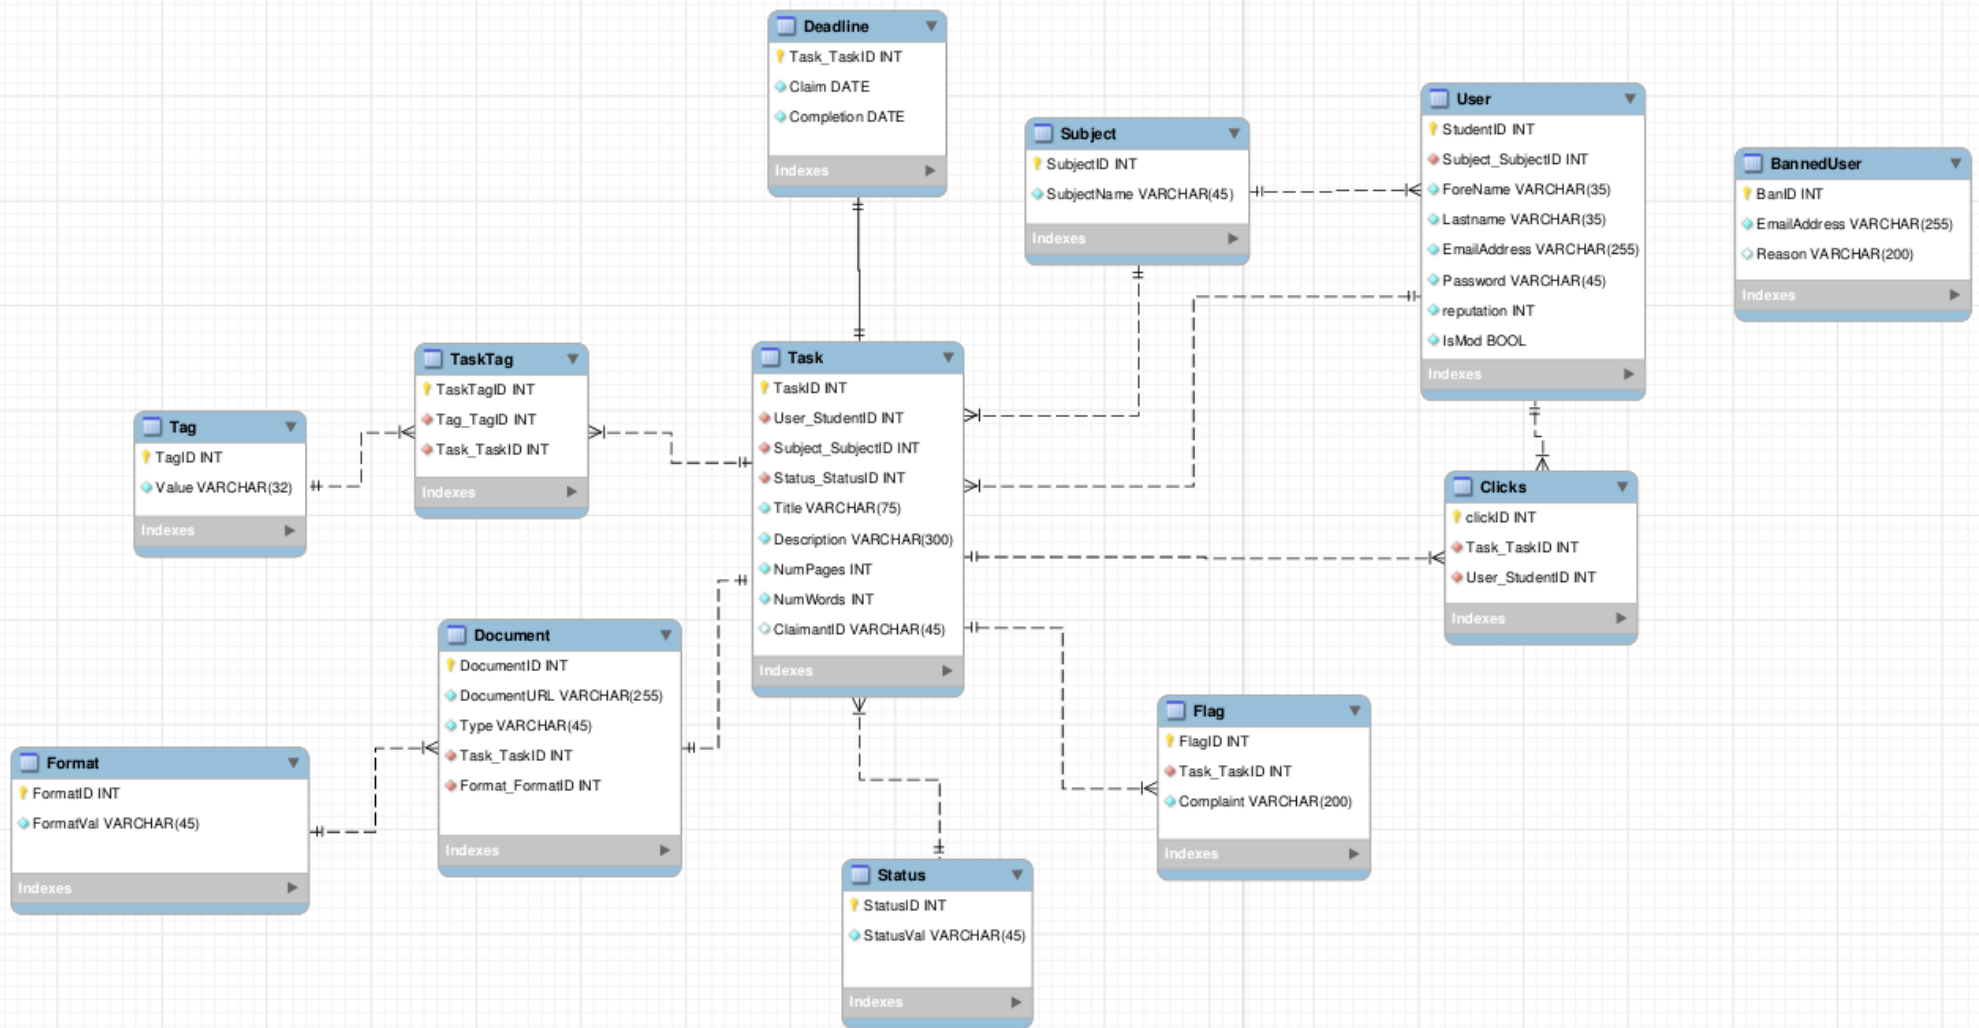 Deadline
Task_TaskID INT
Claim DATE
Completion DATE
Indexes
Subject
SubjectID INT
SubjectName VARCHAR(45)
Indexes
User
StudentID INT
Subject_SubjectID INT
ForeName VARCHAR(35)
Lastname VARCHAR(35)
EmailAddress VARCHAR(255)
Password VARCHAR(45)
reputation INT
IsMod BOOL
Indexes
BannedUser
BanID INT
EmailAddress VARCHAR(255)
Reason VARCHAR(200)
Indexes
Tag
TagID INT
Value VARCHAR(32)
Indexes
TaskTag
TaskTagID INT
Tag_TagID INT
Task_TaskID INT
Indexes
Task
TaskID INT
User_StudentID INT
Subject_SubjectID INT
Status_StatusID INT
Title VARCHAR(75)
Description VARCHAR(300)
NumPages INT
NumWords INT
ClaimantID VARCHAR(45)
Indexes
Clicks
clickID INT
Task_TaskID INT
User_StudentID INT
Indexes
Format
FormatID INT
FormatVal VARCHAR(45)
Indexes
Document
DocumentID INT
DocumentURL VARCHAR(255)
Type VARCHAR(45)
Task_TaskID INT
Format_FormatID INT
Indexes
Status
StatusID INT
StatusVal VARCHAR(45)
Indexes
Flag
FlagID INT
Task_TaskID INT
Complaint VARCHAR(200)
Indexes